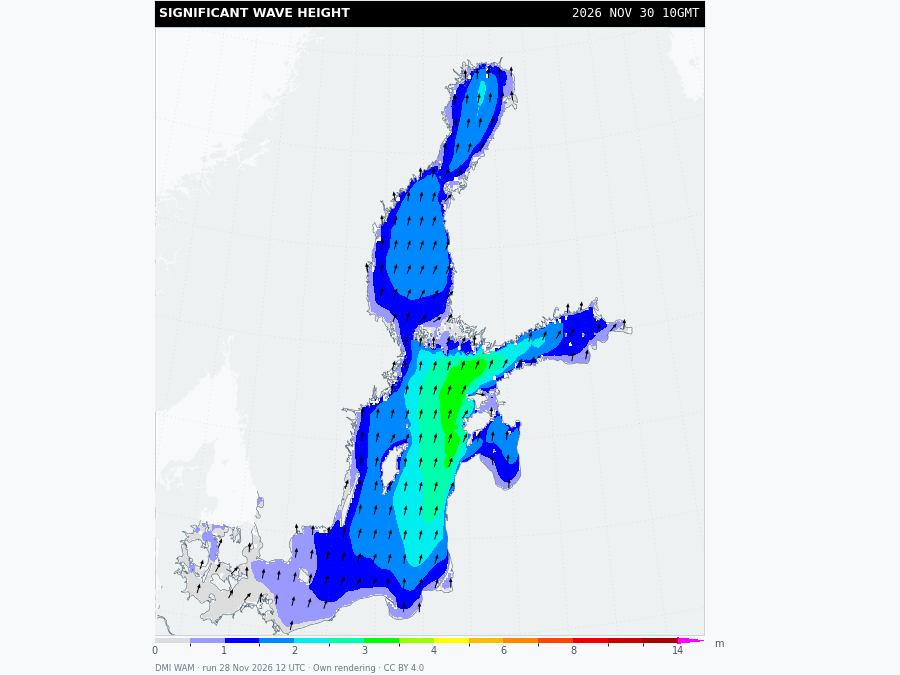 SIGNIFICANT WAVE HEIGHT 2026 NOV 30 10GMT
0 1 2 3 4 6 8 14 m
DMI WAM · run 28 Nov 2026 12 UTC · Own rendering · CC BY 4.0